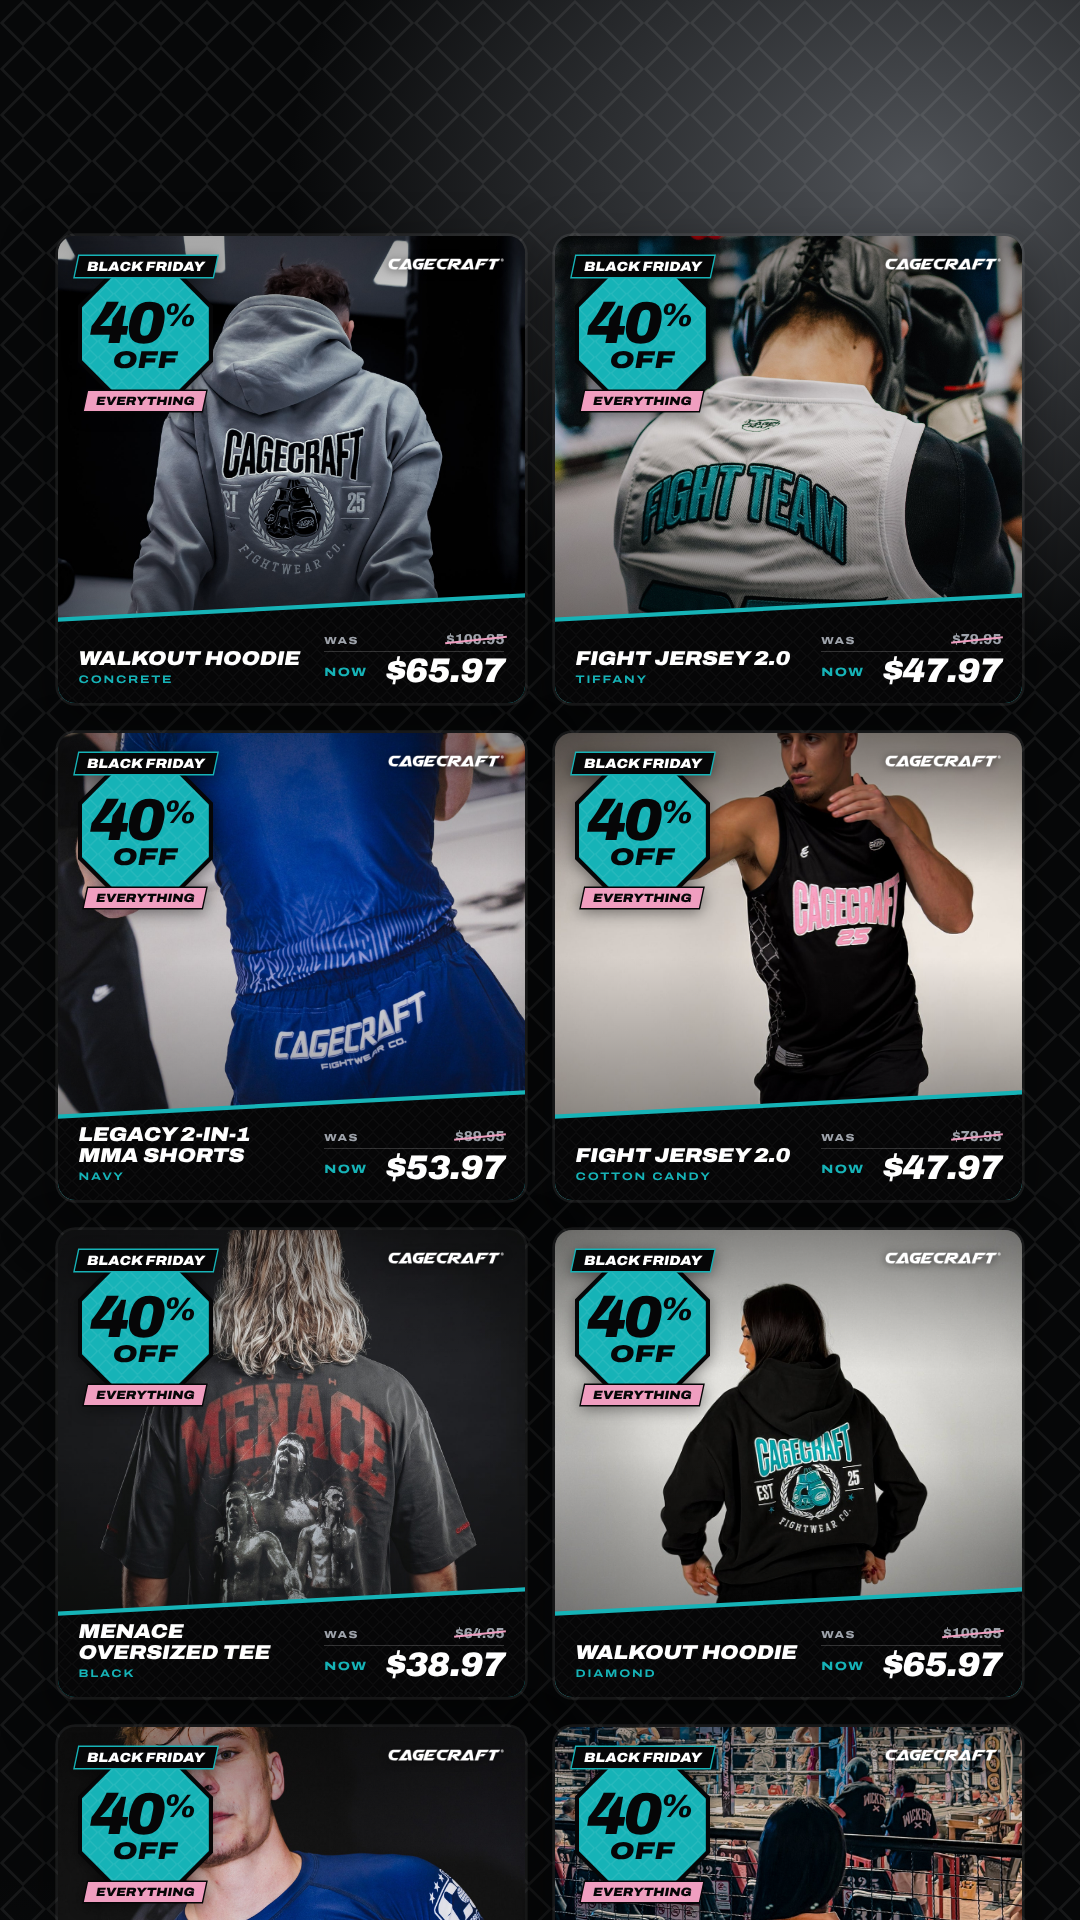 BLACK FRIDAY
40%
OFF
EVERYTHING
CAGECRAFT
CAGECRAFT
25
FIGHTWEAR CO.
WALKOUT HOODIE
CONCRETE
WAS $109.95
NOW $65.97
BLACK FRIDAY
40%
OFF
EVERYTHING
CAGECRAFT
FIGHT TEAM
FIGHT JERSEY 2.0
TIFFANY
WAS $79.95
NOW $47.97
BLACK FRIDAY
40%
OFF
EVERYTHING
CAGECRAFT
CAGECRAFT
FIGHTWEAR CO.
LEGACY 2-IN-1
MMA SHORTS
NAVY
WAS $89.95
NOW $53.97
BLACK FRIDAY
40%
OFF
EVERYTHING
CAGECRAFT
CAGECRAFT
25
FIGHT JERSEY 2.0
COTTON CANDY
WAS $79.95
NOW $47.97
BLACK FRIDAY
40%
OFF
EVERYTHING
CAGECRAFT
MENACE
MENACE
OVERSIZED TEE
BLACK
WAS $64.95
NOW $38.97
BLACK FRIDAY
40%
OFF
EVERYTHING
CAGECRAFT
CAGECRAFT
EST 25
FIGHTWEAR CO.
WALKOUT HOODIE
DIAMOND
WAS $109.95
NOW $65.97
BLACK FRIDAY
40%
OFF
EVERYTHING
CAGECRAFT
BLACK FRIDAY
40%
OFF
EVERYTHING
CAGECRAFT
WICKED
WICKED